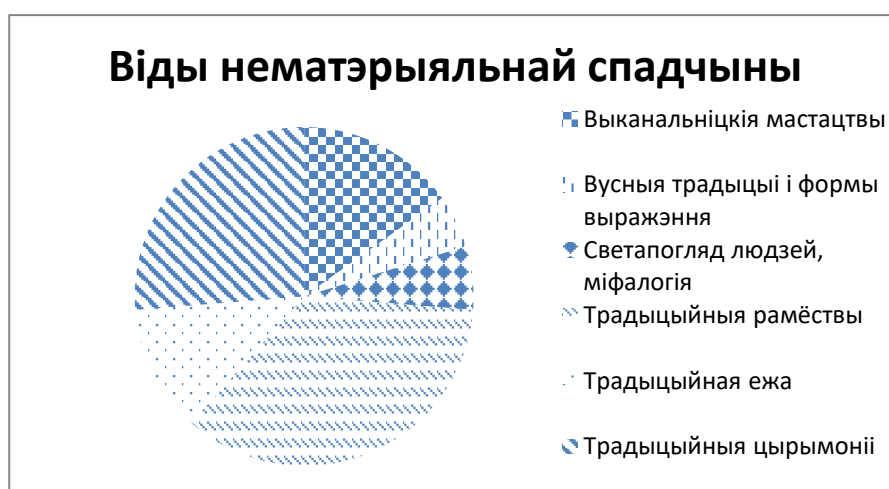 Віды нематэрыяльнай спадчыны
Выканальніцкія мастацтвы
Вусныя традыцыі і формы
выражэння
Светапогляд людзей,
міфалогія
Традыцыйныя рамёствы
Традыцыйная ежа
Традыцыйныя цырымоніі